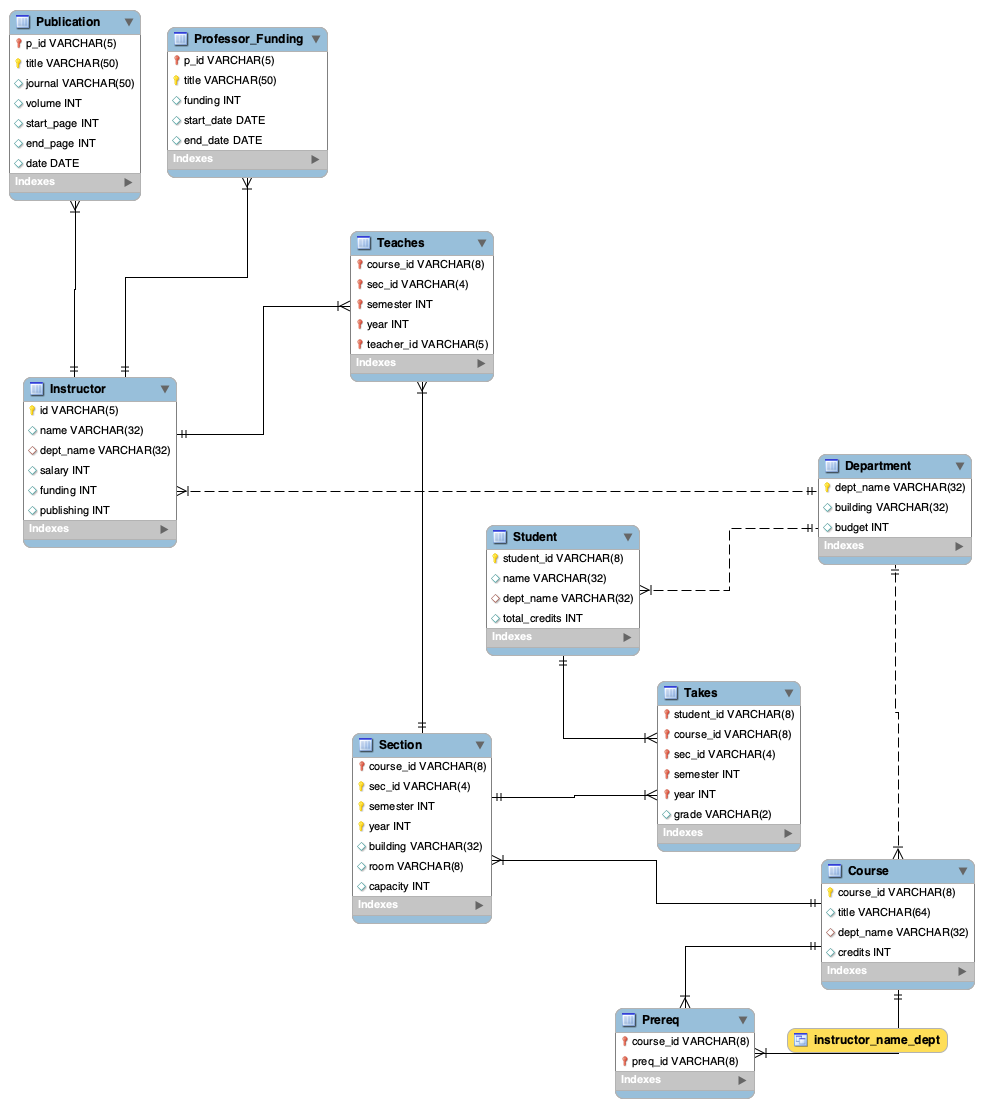 Publication
p_id VARCHAR(5)
title VARCHAR(50)
journal VARCHAR(50)
volume INT
start_page INT
end_page INT
date DATE
Indexes
Professor_Funding
p_id VARCHAR(5)
title VARCHAR(50)
funding INT
start_date DATE
end_date DATE
Indexes
Teaches
course_id VARCHAR(8)
sec_id VARCHAR(4)
semester INT
year INT
teacher_id VARCHAR(5)
Indexes
Instructor
id VARCHAR(5)
name VARCHAR(32)
dept_name VARCHAR(32)
salary INT
funding INT
publishing INT
Indexes
Department
dept_name VARCHAR(32)
building VARCHAR(32)
budget INT
Indexes
Student
student_id VARCHAR(8)
name VARCHAR(32)
dept_name VARCHAR(32)
total_credits INT
Indexes
Takes
student_id VARCHAR(8)
course_id VARCHAR(8)
sec_id VARCHAR(4)
semester INT
year INT
grade VARCHAR(2)
Indexes
Section
course_id VARCHAR(8)
sec_id VARCHAR(4)
semester INT
year INT
building VARCHAR(32)
room VARCHAR(8)
capacity INT
Indexes
Course
course_id VARCHAR(8)
title VARCHAR(64)
dept_name VARCHAR(32)
credits INT
Indexes
Prereq
course_id VARCHAR(8)
preq_id VARCHAR(8)
Indexes
instructor_name_dept